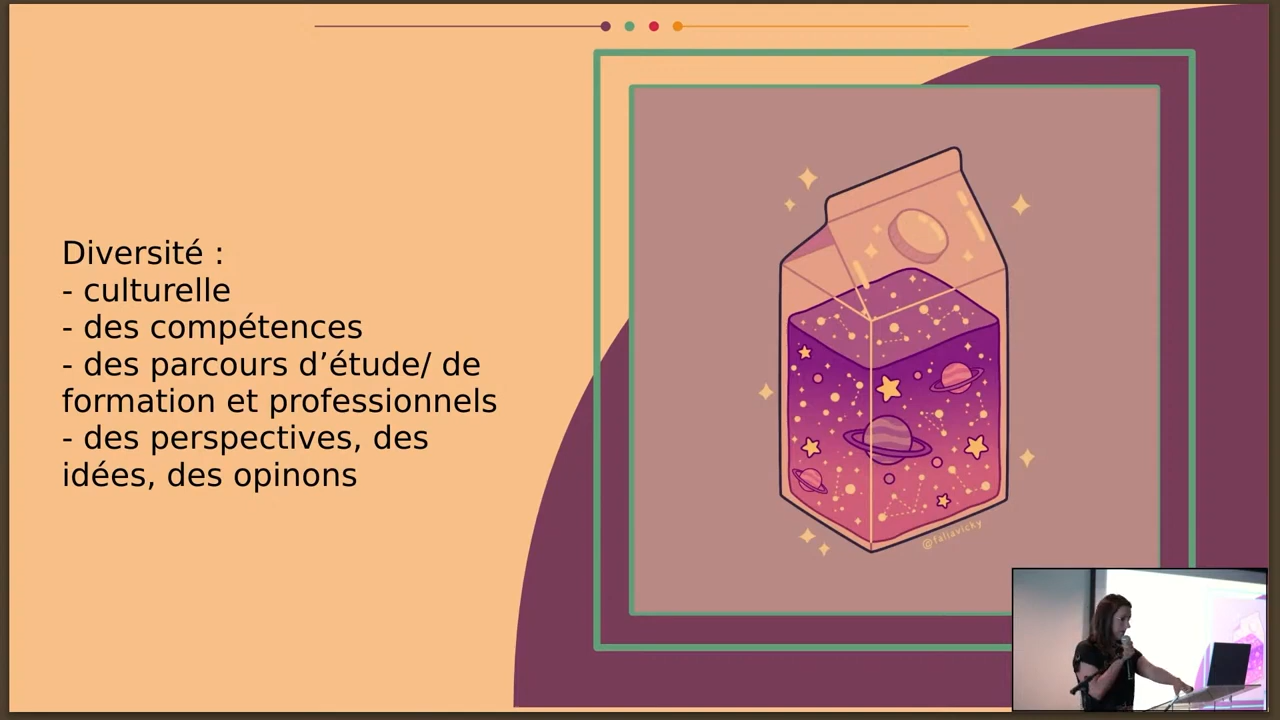 Diversité :
- culturelle
- des compétences
- des parcours d’étude/ de
formation et professionnels
- des perspectives, des
idées, des opinons
@faliavicky